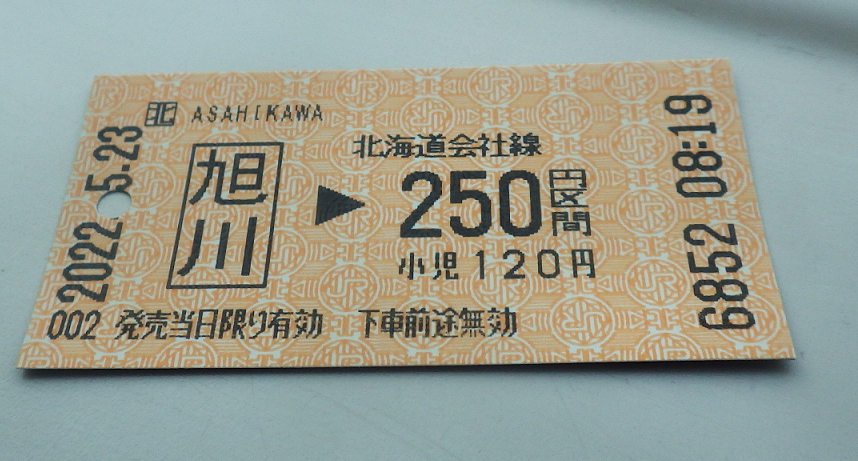 北 ASAHIKAWA
2022.-5.23
旭川
▶
北海道会社線
250円区間
小児120円
6852 08:19
002 発売当日限り有効 下車前途無効